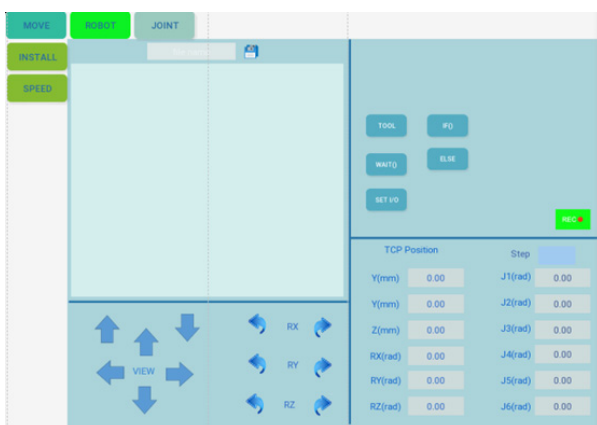 MOVE ROBOT JOINT
INSTALL
SPEED
TOOL IF()
WAIT() ELSE
SET I/O
REC
TCP Position Step
Y(mm) 0.00 J1(rad) 0.00
Y(mm) 0.00 J2(rad) 0.00
Z(mm) 0.00 J3(rad) 0.00
RX(rad) 0.00 J4(rad) 0.00
RY(rad) 0.00 J5(rad) 0.00
RZ(rad) 0.00 J6(rad) 0.00
RX
VIEW RY
RZ